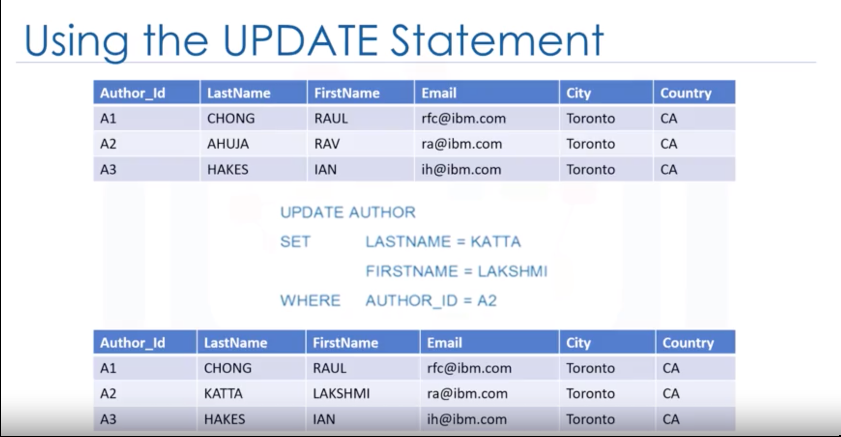 Using the UPDATE Statement
Author_Id LastName FirstName Email City Country
A1 CHONG RAUL rfc@ibm.com Toronto CA
A2 AHUJA RAV ra@ibm.com Toronto CA
A3 HAKES IAN ih@ibm.com Toronto CA
UPDATE AUTHOR
SET LASTNAME = KATTA
FIRSTNAME = LAKSHMI
WHERE AUTHOR_ID = A2
Author_Id LastName FirstName Email City Country
A1 CHONG RAUL rfc@ibm.com Toronto CA
A2 KATTA LAKSHMI ra@ibm.com Toronto CA
A3 HAKES IAN ih@ibm.com Toronto CA